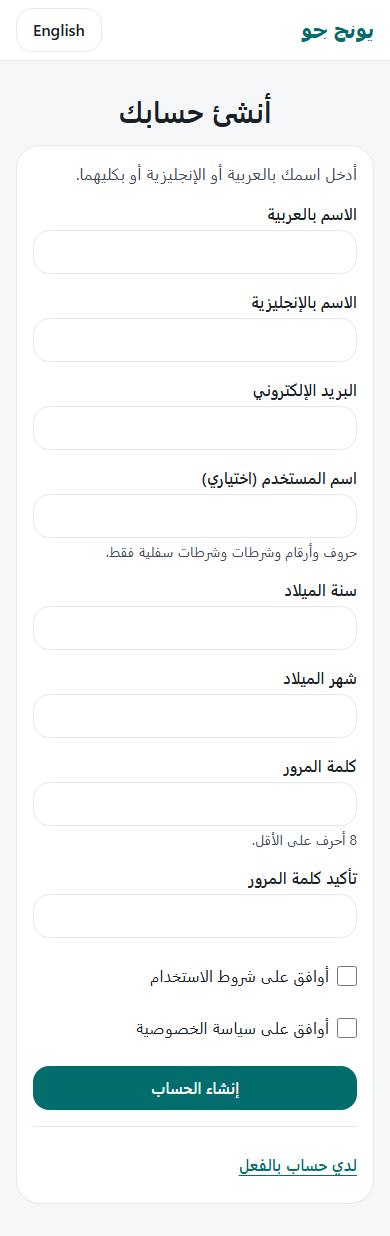 يونج جو
English
أنشئ حسابك
أدخل اسمك بالعربية أو الإنجليزية أو بكليهما.
الاسم بالعربية
الاسم بالإنجليزية
البريد الإلكتروني
اسم المستخدم (اختياري)
حروف وأرقام وشرطات وشرطات سفلية فقط.
سنة الميلاد
شهر الميلاد
كلمة المرور
8 أحرف على الأقل.
تأكيد كلمة المرور
أوافق على شروط الاستخدام
أوافق على سياسة الخصوصية
إنشاء الحساب
لدي حساب بالفعل